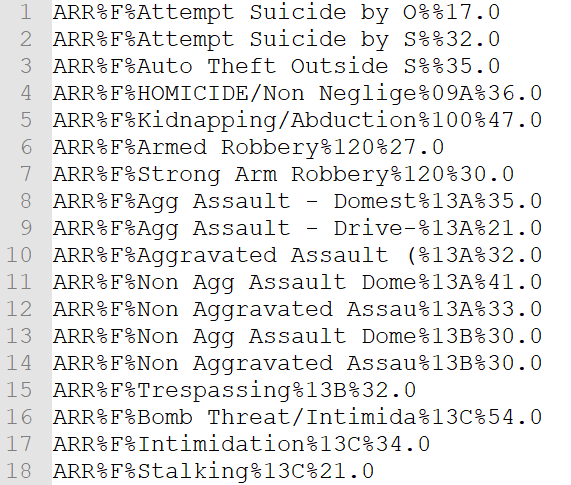 1 ARR%F%Attempt Suicide by O%%17.0
2 ARR%F%Attempt Suicide by S%%32.0
3 ARR%F%Auto Theft Outside S%%35.0
4 ARR%F%HOMICIDE/Non Neglige%09A%36.0
5 ARR%F%Kidnapping/Abduction%100%47.0
6 ARR%F%Armed Robbery%120%27.0
7 ARR%F%Strong Arm Robbery%120%30.0
8 ARR%F%Agg Assault - Domest%13A%35.0
9 ARR%F%Agg Assault - Drive-%13A%21.0
10 ARR%F%Aggravated Assault (%13A%32.0
11 ARR%F%Non Agg Assault Dome%13A%41.0
12 ARR%F%Non Aggravated Assau%13A%33.0
13 ARR%F%Non Agg Assault Dome%13B%30.0
14 ARR%F%Non Aggravated Assau%13B%30.0
15 ARR%F%Trespassing%13B%32.0
16 ARR%F%Bomb Threat/Intimida%13C%54.0
17 ARR%F%Intimidation%13C%34.0
18 ARR%F%Stalking%13C%21.0